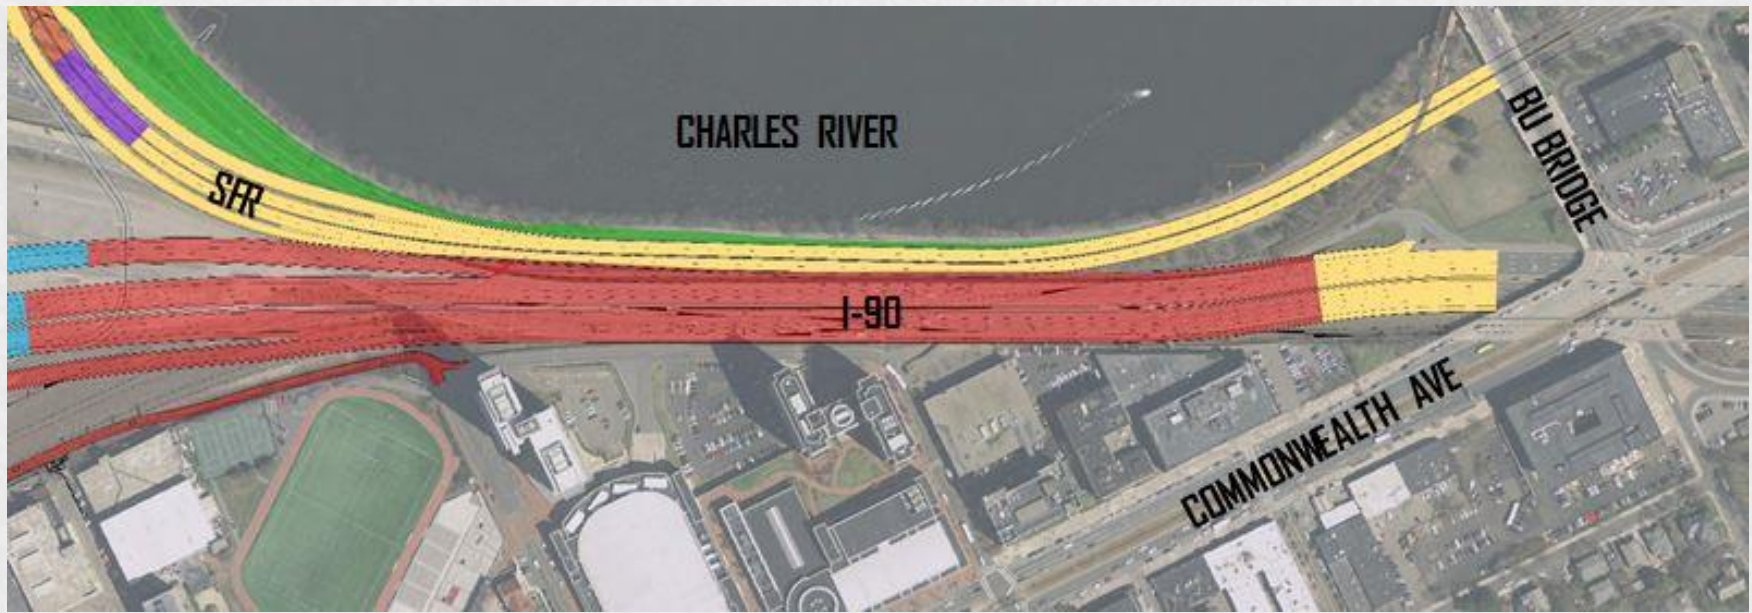 CHARLES RIVER
BU BRIDGE
SFR
I-90
COMMONWEALTH AVE